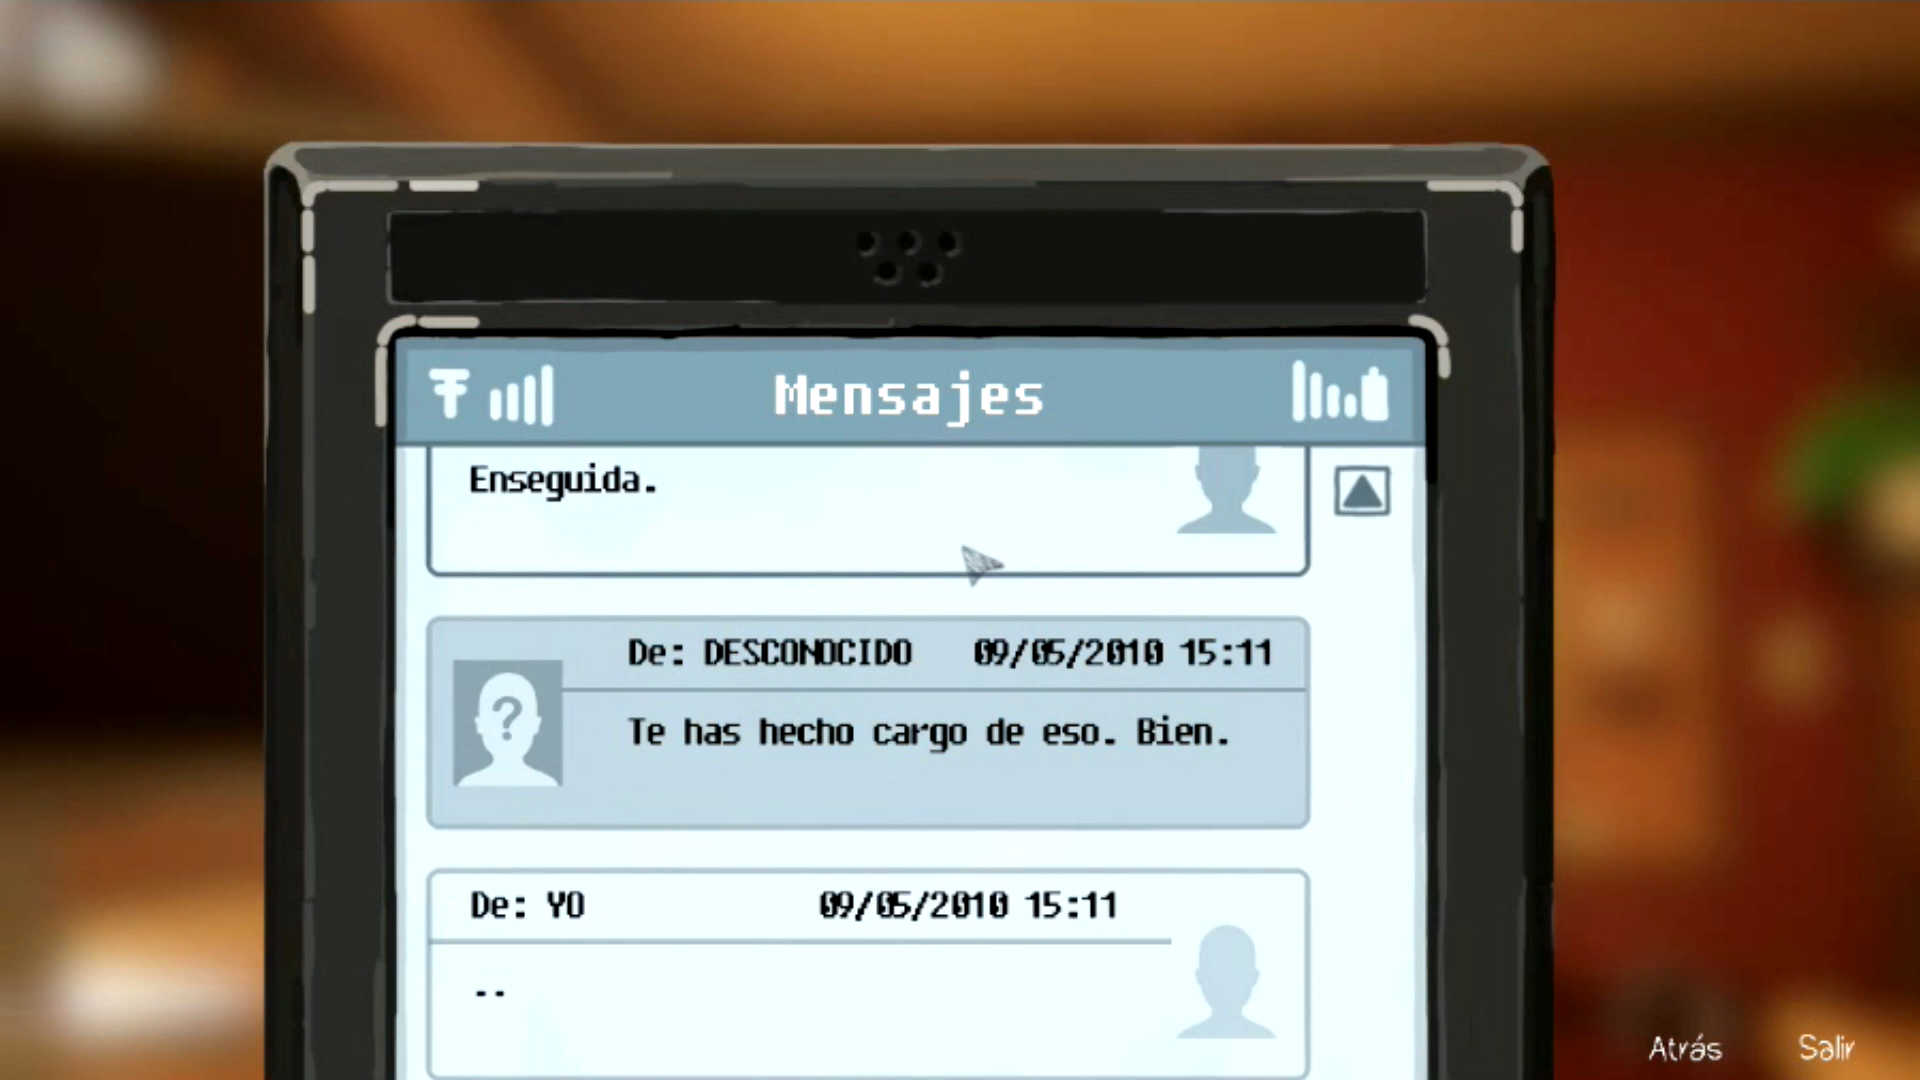 Mensajes
Enseguida.
De: DESCONOCIDO 09/05/2010 15:11
Te has hecho cargo de eso. Bien.
De: YO 09/05/2010 15:11
--
Atrás Salir